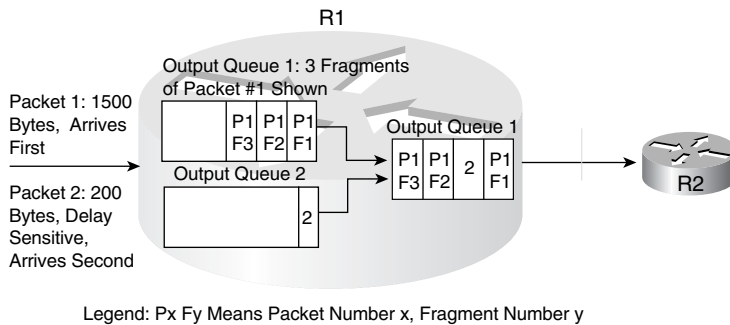 R1
Output Queue 1: 3 Fragments
of Packet #1 Shown
Packet 1: 1500
Bytes, Arrives
First
P1 P1 P1
F3 F2 F1
Output Queue 1
P1 P1 2 P1
F3 F2 F1
R2
Output Queue 2
2
Packet 2: 200
Bytes, Delay
Sensitive,
Arrives Second
Legend: Px Fy Means Packet Number x, Fragment Number y